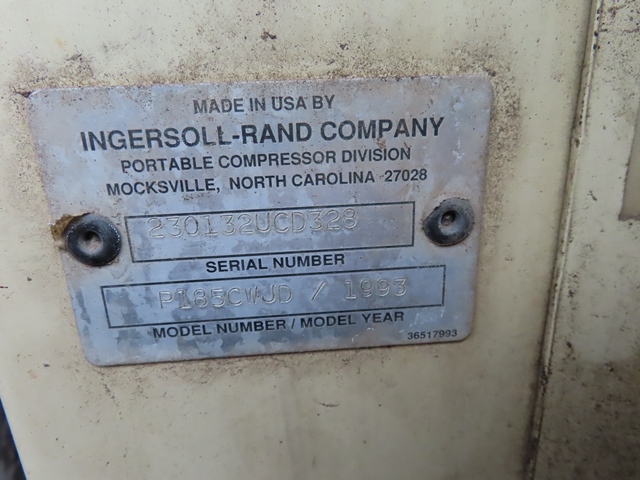 MADE IN USA BY
INGERSOLL-RAND COMPANY
PORTABLE COMPRESSOR DIVISION
MOCKSVILLE, NORTH CAROLINA 27028
230132UCD328
SERIAL NUMBER
P185CWJD / 1993
MODEL NUMBER / MODEL YEAR
36517993